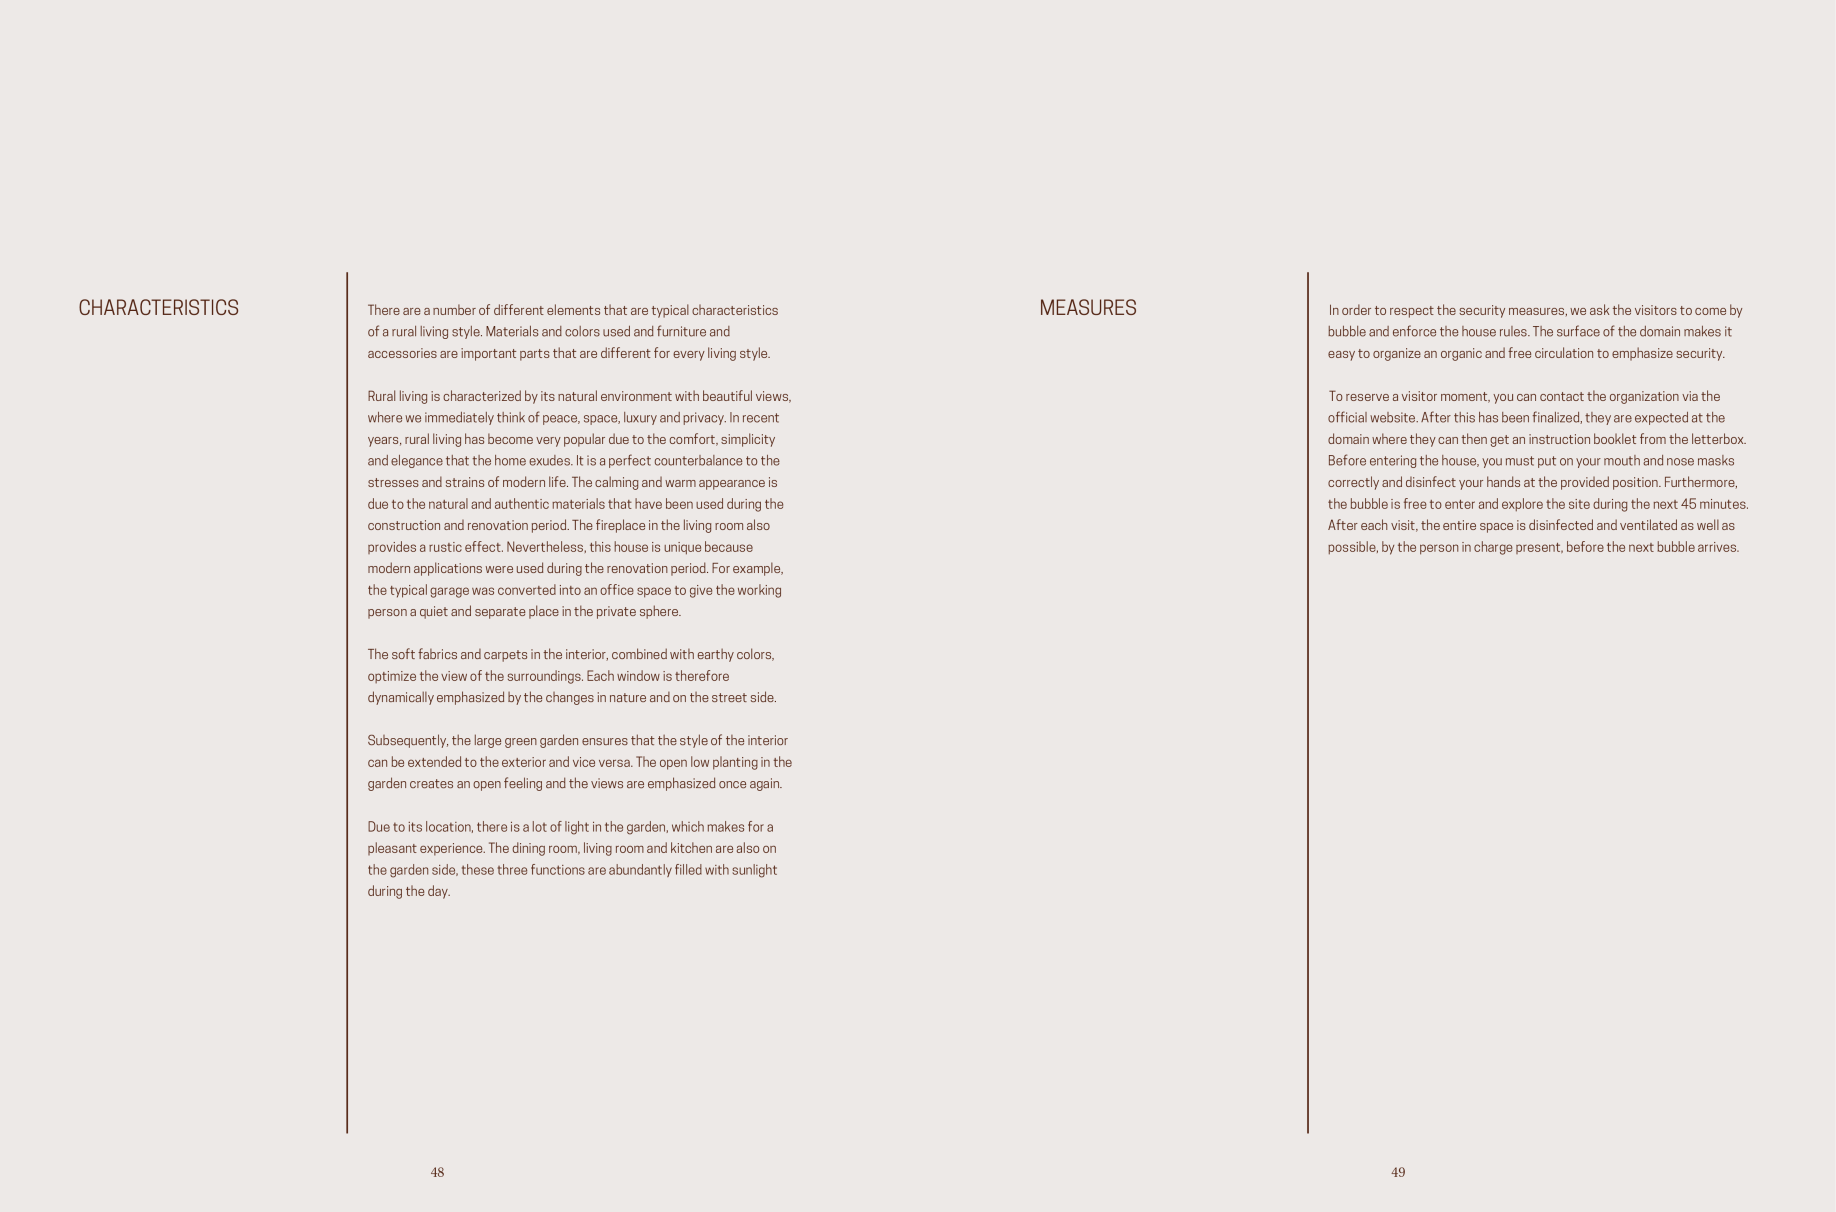 CHARACTERISTICS
There are a number of different elements that are typical characteristics
of a rural living style. Materials and colors used and furniture and
accessories are important parts that are different for every living style.
Rural living is characterized by its natural environment with beautiful views,
where we immediately think of peace, space, luxury and privacy. In recent
years, rural living has become very popular due to the comfort, simplicity
and elegance that the home exudes. It is a perfect counterbalance to the
stresses and strains of modern life. The calming and warm appearance is
due to the natural and authentic materials that have been used during the
construction and renovation period. The fireplace in the living room also
provides a rustic effect. Nevertheless, this house is unique because
modern applications were used during the renovation period. For example,
the typical garage was converted into an office space to give the working
person a quiet and separate place in the private sphere.
The soft fabrics and carpets in the interior, combined with earthy colors,
optimize the view of the surroundings. Each window is therefore
dynamically emphasized by the changes in nature and on the street side.
Subsequently, the large green garden ensures that the style of the interior
can be extended to the exterior and vice versa. The open low planting in the
garden creates an open feeling and the views are emphasized once again.
Due to its location, there is a lot of light in the garden, which makes for a
pleasant experience. The dining room, living room and kitchen are also on
the garden side, these three functions are abundantly filled with sunlight
during the day.
48
MEASURES
In order to respect the security measures, we ask the visitors to come by
bubble and enforce the house rules. The surface of the domain makes it
easy to organize an organic and free circulation to emphasize security.
To reserve a visitor moment, you can contact the organization via the
official website. After this has been finalized, they are expected at the
domain where they can then get an instruction booklet from the letterbox.
Before entering the house, you must put on your mouth and nose masks
correctly and disinfect your hands at the provided position. Furthermore,
the bubble is free to enter and explore the site during the next 45 minutes.
After each visit, the entire space is disinfected and ventilated as well as
possible, by the person in charge present, before the next bubble arrives.
49